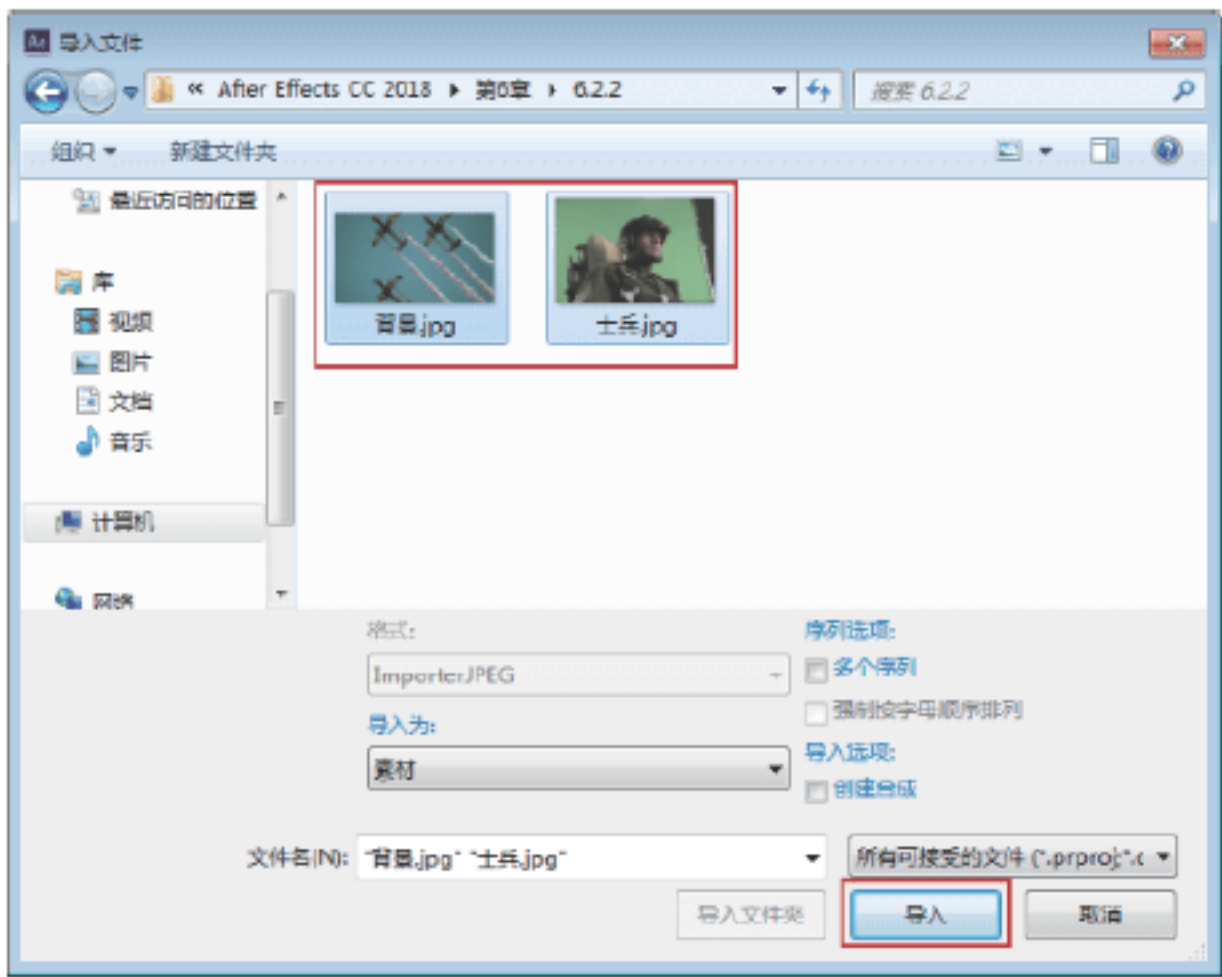 Ae 导入文件
« After Effects CC 2018 ▸ 第6章 ▸ 6.2.2
搜索 6.2.2
组织 新建文件夹
最近访问的位置
库
视频
图片
文档
音乐
计算机
网络
背景.jpg 士兵.jpg
格式:
ImporterJPEG
导入为:
素材
序列选项:
多个序列
强制按字母顺序排列
导入选项:
创建合成
文件名(N): "背景.jpg" "士兵.jpg"
所有可接受的文件 (*.prproj;*.c
导入文件夹 导入 取消